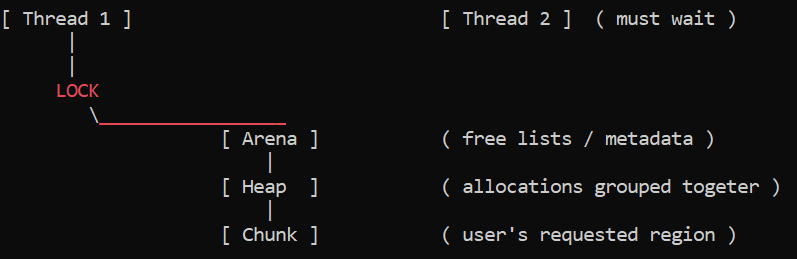 [ Thread 1 ] [ Thread 2 ] ( must wait )
LOCK
[ Arena ] ( free lists / metadata )
[ Heap ] ( allocations grouped togeter )
[ Chunk ] ( user's requested region )